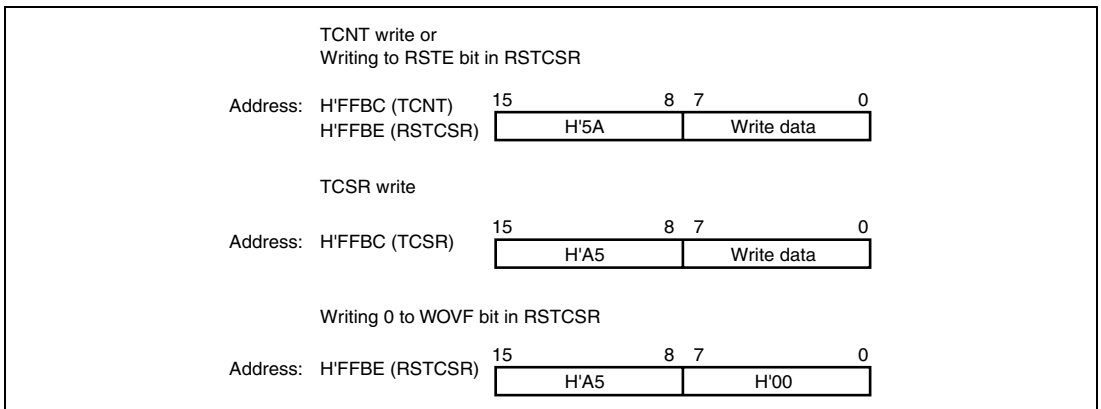 TCNT write or
Writing to RSTE bit in RSTCSR
Address: H'FFBC (TCNT) 15 8 7 0
H'FFBE (RSTCSR) H'5A Write data
TCSR write
15 8 7 0
Address: H'FFBC (TCSR) H'A5 Write data
Writing 0 to WOVF bit in RSTCSR
15 8 7 0
Address: H'FFBE (RSTCSR) H'A5 H'00